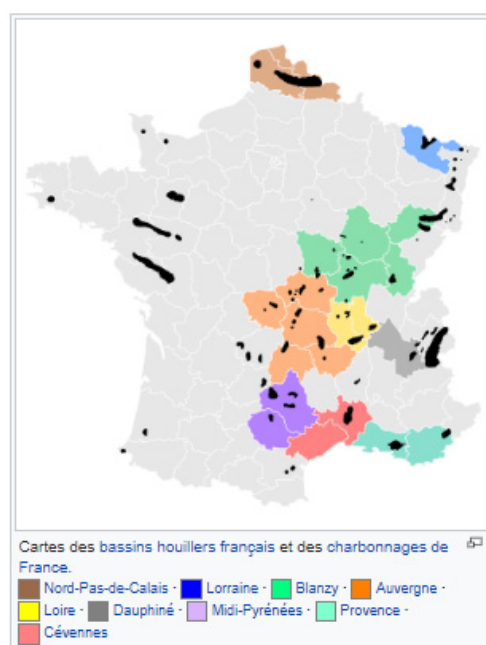 Cartes des bassins houillers français et des charbonnages de
France.
Nord-Pas-de-Calais · Lorraine · Blanzy · Auvergne ·
Loire · Dauphiné · Midi-Pyrénées · Provence ·
Cévennes